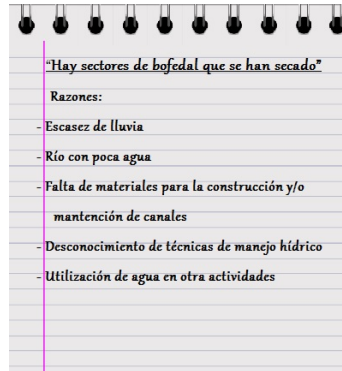 “Hay sectores de bofedal que se han secado”
Razones:
- Escasez de lluvia
- Río con poca agua
- Falta de materiales para la construcción y/o
mantención de canales
- Desconocimiento de técnicas de manejo hídrico
- Utilización de agua en otra actividades